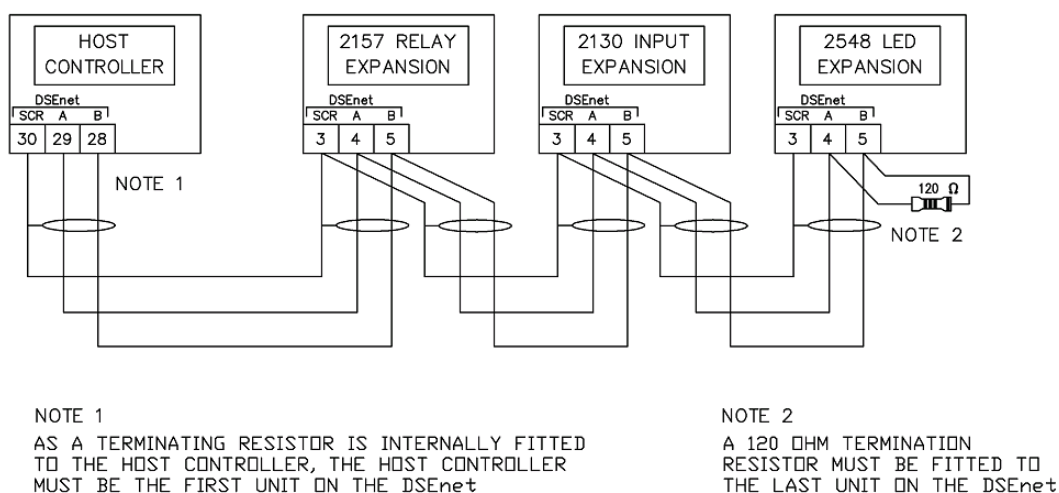 HOST
CONTROLLER
DSEnet
SCR A B
30 29 28
NOTE 1
2157 RELAY
EXPANSION
DSEnet
SCR A B
3 4 5
2130 INPUT
EXPANSION
DSEnet
SCR A B
3 4 5
2548 LED
EXPANSION
DSEnet
SCR A B
3 4 5
120 Ω
NOTE 2
NOTE 1
AS A TERMINATING RESISTOR IS INTERNALLY FITTED
TO THE HOST CONTROLLER, THE HOST CONTROLLER
MUST BE THE FIRST UNIT ON THE DSEnet
NOTE 2
A 120 OHM TERMINATION
RESISTOR MUST BE FITTED TO
THE LAST UNIT ON THE DSEnet